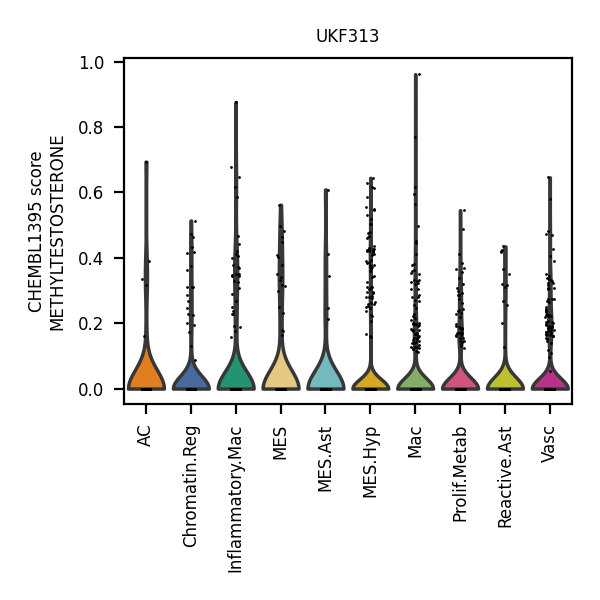 UKF313
CHEMBL1395 score
METHYLTESTOSTERONE
1.0
0.8
0.6
0.4
0.2
0.0
AC
Chromatin.Reg
Inflammatory.Mac
MES
MES.Ast
MES.Hyp
Mac
Prolif.Metab
Reactive.Ast
Vasc